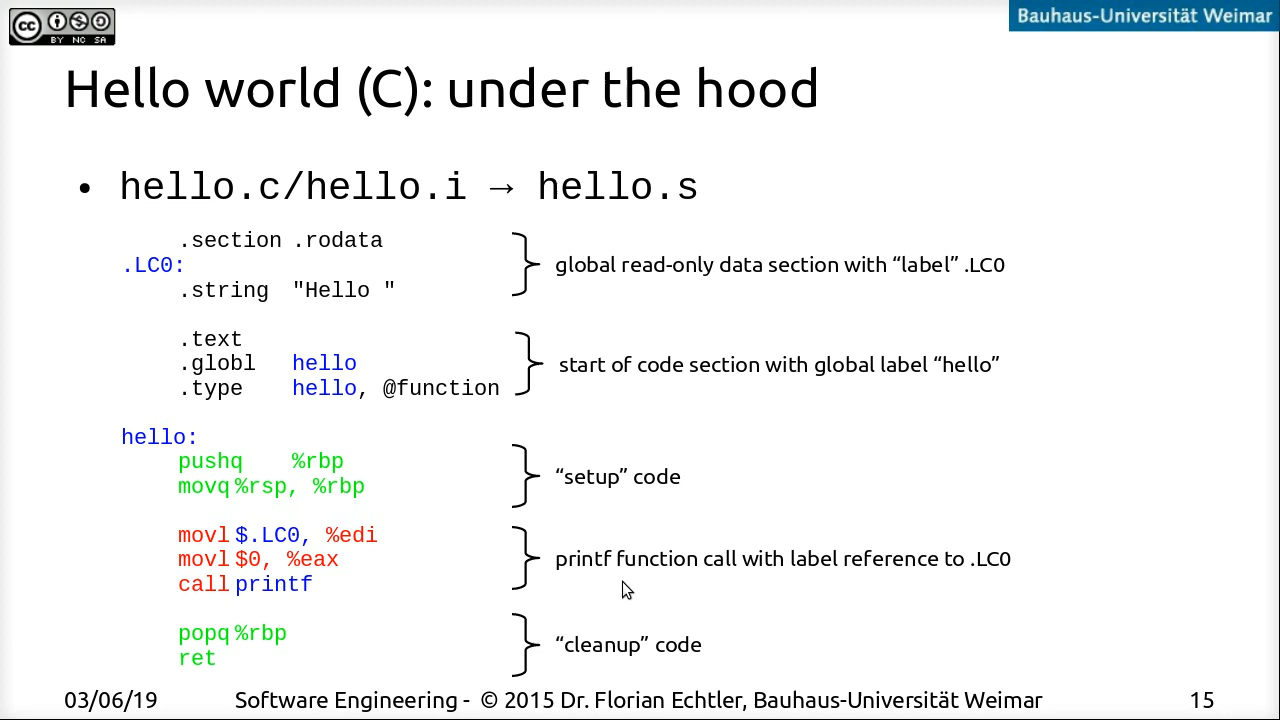 cc
BY NC SA
Bauhaus-Universität Weimar
Hello world (C): under the hood
• hello.c/hello.i → hello.s
.section .rodata
.LC0:
.string "Hello "
global read-only data section with “label” .LC0
.text
.globl hello
.type hello, @function
start of code section with global label “hello”
hello:
pushq %rbp
movq %rsp, %rbp
“setup” code
movl $.LC0, %edi
movl $0, %eax
call printf
printf function call with label reference to .LC0
popq %rbp
ret
“cleanup” code
03/06/19 Software Engineering - © 2015 Dr. Florian Echtler, Bauhaus-Universität Weimar 15